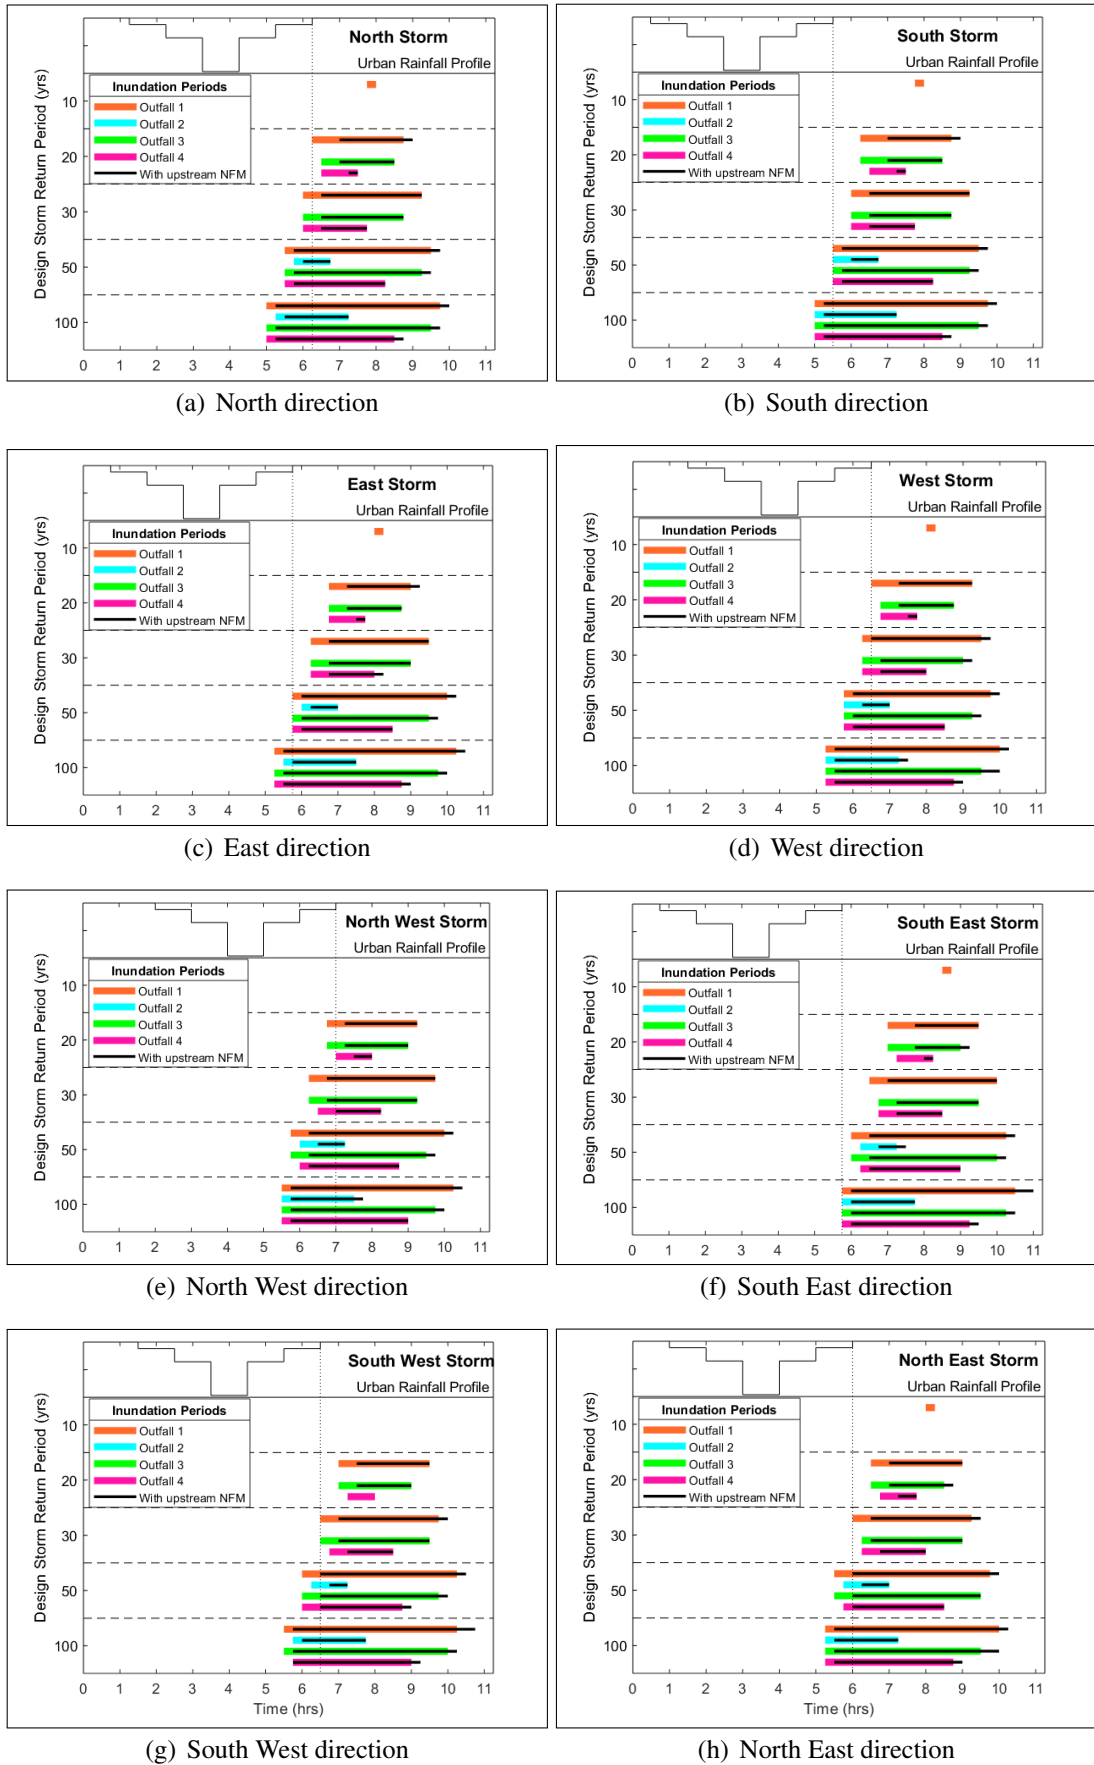 North Storm
Urban Rainfall Profile
Design Storm Return Period (yrs)
Inundation Periods
Outfall 1
Outfall 2
Outfall 3
Outfall 4
With upstream NFM
10
20
30
50
100
0 1 2 3 4 5 6 7 8 9 10 11
(a) North direction
South Storm
Urban Rainfall Profile
Design Storm Return Period (yrs)
Inundation Periods
Outfall 1
Outfall 2
Outfall 3
Outfall 4
With upstream NFM
10
20
30
50
100
0 1 2 3 4 5 6 7 8 9 10 11
(b) South direction
East Storm
Urban Rainfall Profile
Design Storm Return Period (yrs)
Inundation Periods
Outfall 1
Outfall 2
Outfall 3
Outfall 4
With upstream NFM
10
20
30
50
100
0 1 2 3 4 5 6 7 8 9 10 11
(c) East direction
West Storm
Urban Rainfall Profile
Design Storm Return Period (yrs)
Inundation Periods
Outfall 1
Outfall 2
Outfall 3
Outfall 4
With upstream NFM
10
20
30
50
100
0 1 2 3 4 5 6 7 8 9 10 11
(d) West direction
North West Storm
Urban Rainfall Profile
Design Storm Return Period (yrs)
Inundation Periods
Outfall 1
Outfall 2
Outfall 3
Outfall 4
With upstream NFM
10
20
30
50
100
0 1 2 3 4 5 6 7 8 9 10 11
(e) North West direction
South East Storm
Urban Rainfall Profile
Design Storm Return Period (yrs)
Inundation Periods
Outfall 1
Outfall 2
Outfall 3
Outfall 4
With upstream NFM
10
20
30
50
100
0 1 2 3 4 5 6 7 8 9 10 11
(f) South East direction
South West Storm
Urban Rainfall Profile
Design Storm Return Period (yrs)
Inundation Periods
Outfall 1
Outfall 2
Outfall 3
Outfall 4
With upstream NFM
10
20
30
50
100
0 1 2 3 4 5 6 7 8 9 10 11
Time (hrs)
(g) South West direction
North East Storm
Urban Rainfall Profile
Design Storm Return Period (yrs)
Inundation Periods
Outfall 1
Outfall 2
Outfall 3
Outfall 4
With upstream NFM
10
20
30
50
100
0 1 2 3 4 5 6 7 8 9 10 11
Time (hrs)
(h) North East direction